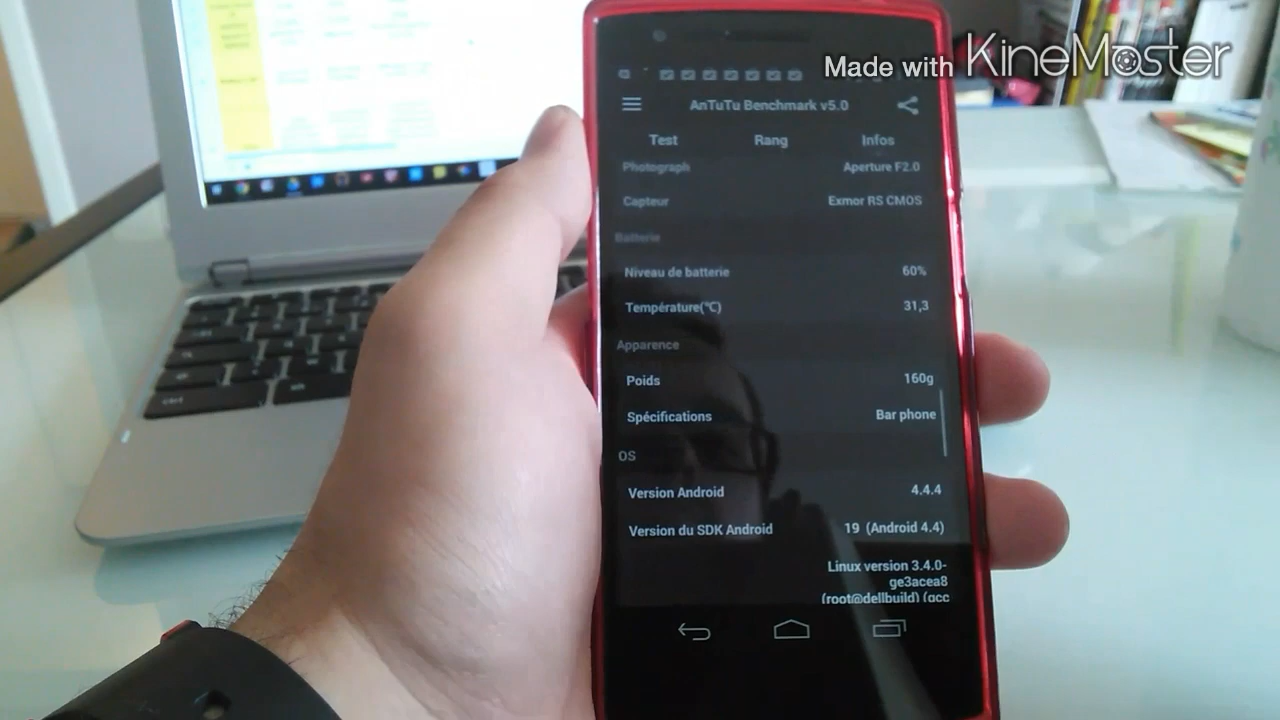 Made with KineMaster
AnTuTu Benchmark v5.0
Test Rang Infos
Photograph Aperture F2.0
Capteur Exmor RS CMOS
Batterie
Niveau de batterie 60%
Température(℃) 31,3
Apparence
Poids 160g
Spécifications Bar phone
OS
Version Android 4.4.4
Version du SDK Android 19 (Android 4.4)
Linux version 3.4.0-
ge3acea8
(root@dellbuild) (gcc
ctrl